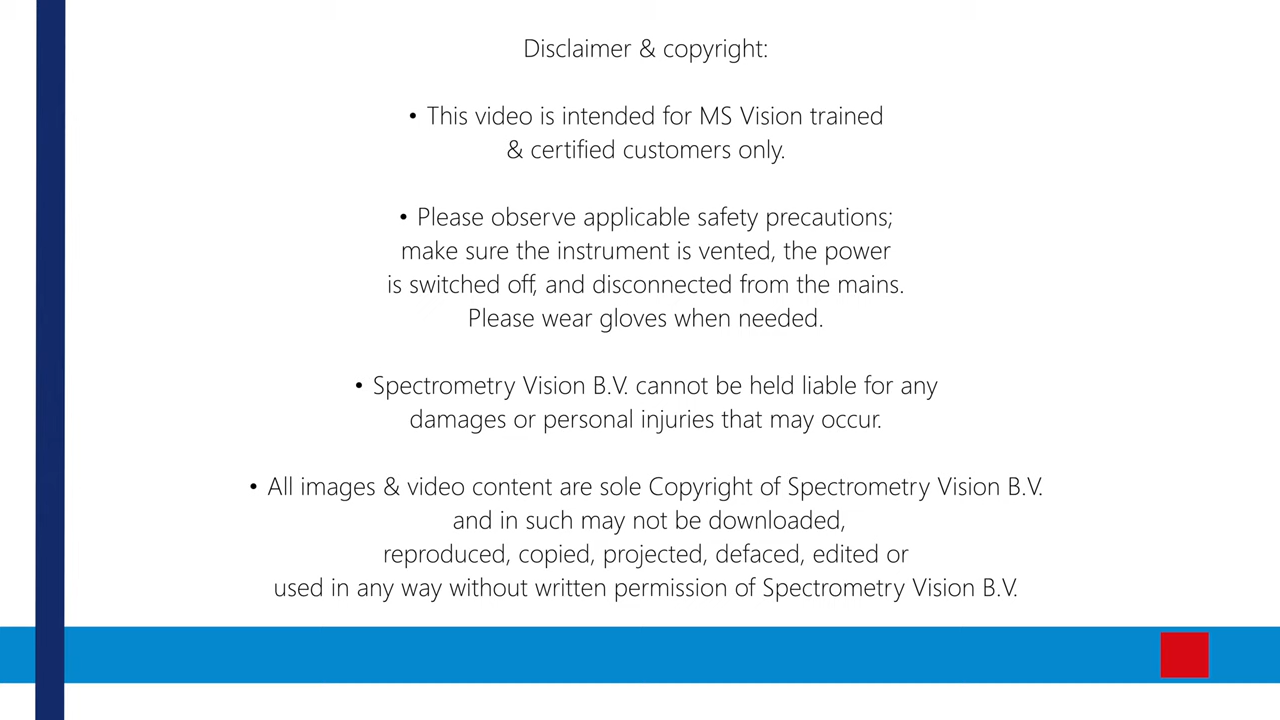 Disclaimer & copyright:
• This video is intended for MS Vision trained
& certified customers only.
• Please observe applicable safety precautions;
make sure the instrument is vented, the power
is switched off, and disconnected from the mains.
Please wear gloves when needed.
• Spectrometry Vision B.V. cannot be held liable for any
damages or personal injuries that may occur.
• All images & video content are sole Copyright of Spectrometry Vision B.V.
and in such may not be downloaded,
reproduced, copied, projected, defaced, edited or
used in any way without written permission of Spectrometry Vision B.V.